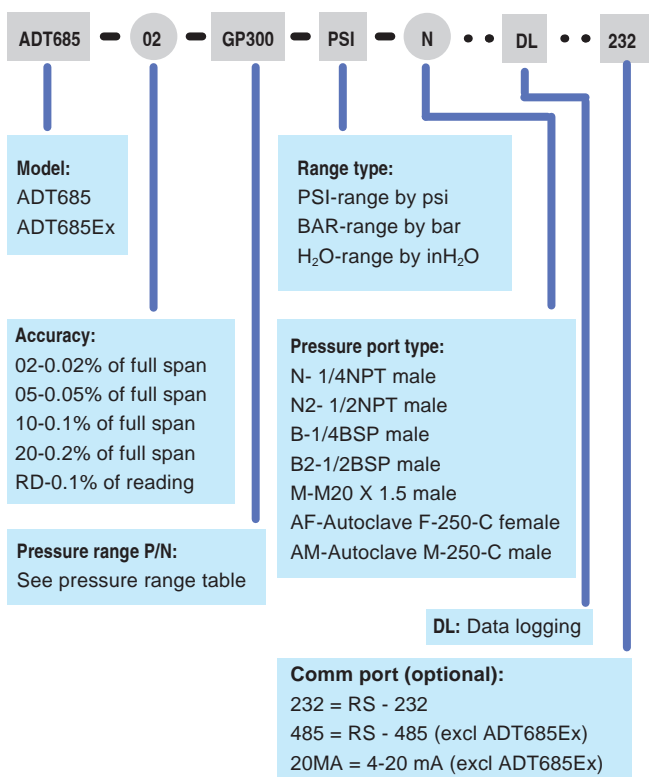 ADT685 - 02 - GP300 - PSI - N • • DL • • 232
Model:
ADT685
ADT685Ex
Range type:
PSI-range by psi
BAR-range by bar
H₂O-range by inH₂O
Accuracy:
02-0.02% of full span
05-0.05% of full span
10-0.1% of full span
20-0.2% of full span
RD-0.1% of reading
Pressure port type:
N- 1/4NPT male
N2- 1/2NPT male
B-1/4BSP male
B2-1/2BSP male
M-M20 X 1.5 male
AF-Autoclave F-250-C female
AM-Autoclave M-250-C male
Pressure range P/N:
See pressure range table
DL: Data logging
Comm port (optional):
232 = RS - 232
485 = RS - 485 (excl ADT685Ex)
20MA = 4-20 mA (excl ADT685Ex)